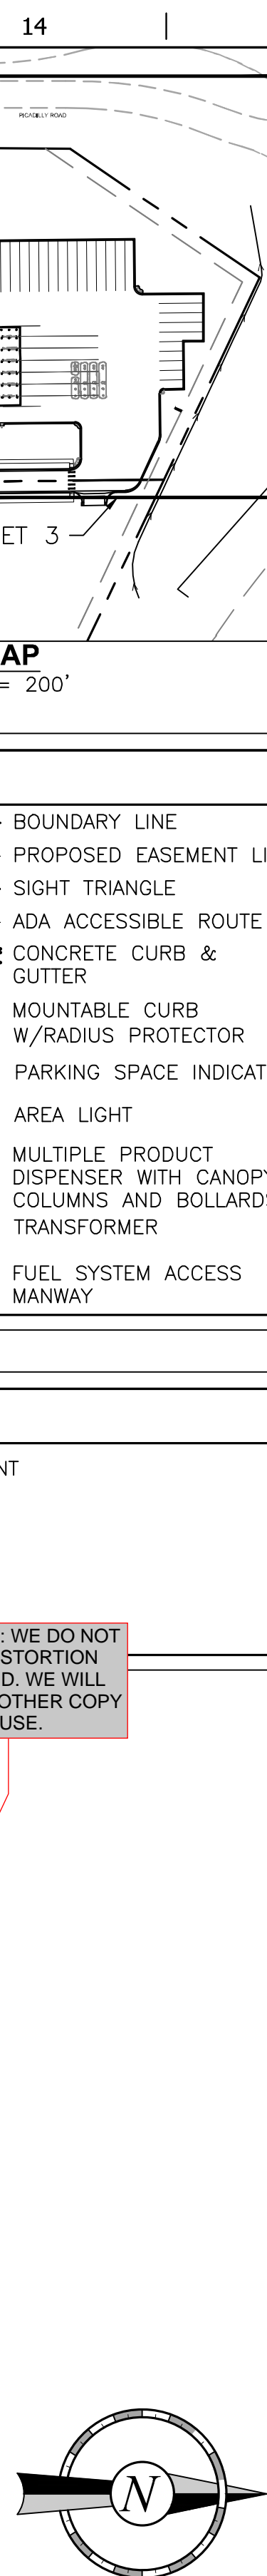 14
PICADILLY ROAD
ET 3
AP
= 200'
BOUNDARY LINE
PROPOSED EASEMENT LI
SIGHT TRIANGLE
ADA ACCESSIBLE ROUTE
CONCRETE CURB &
GUTTER
MOUNTABLE CURB
W/RADIUS PROTECTOR
PARKING SPACE INDICAT
AREA LIGHT
MULTIPLE PRODUCT
DISPENSER WITH CANOPY
COLUMNS AND BOLLARDS
TRANSFORMER
FUEL SYSTEM ACCESS
MANWAY
NT
: WE DO NOT
STORTION
D. WE WILL
OTHER COPY
USE.
N